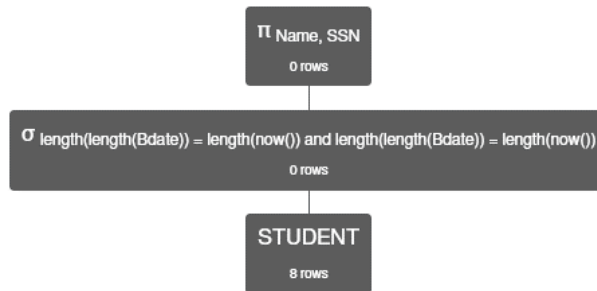 π Name, SSN
0 rows
σ length(length(Bdate)) = length(now()) and length(length(Bdate)) = length(now())
0 rows
STUDENT
8 rows